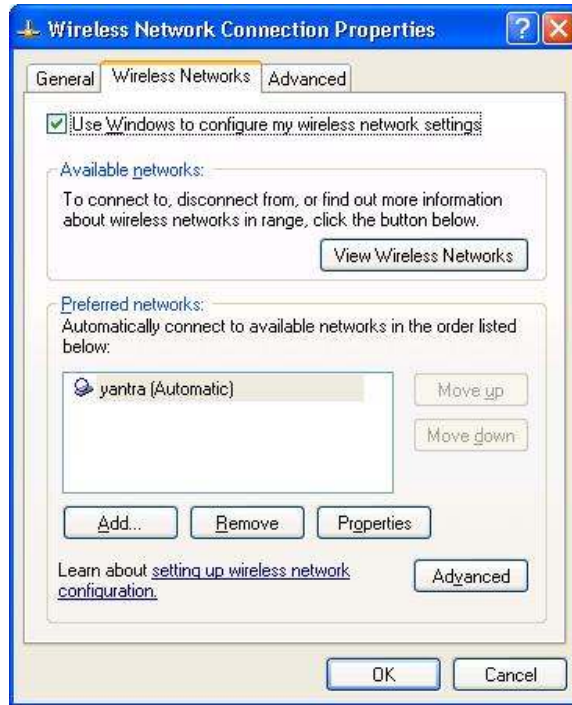 Wireless Network Connection Properties
General
Wireless Networks
Advanced
Use Windows to configure my wireless network settings
Available networks:
To connect to, disconnect from, or find out more information
about wireless networks in range, click the button below.
View Wireless Networks
Preferred networks:
Automatically connect to available networks in the order listed
below:
yantra (Automatic)
Move up
Move down
Add...
Remove
Properties
Learn about setting up wireless network
configuration.
Advanced
OK
Cancel